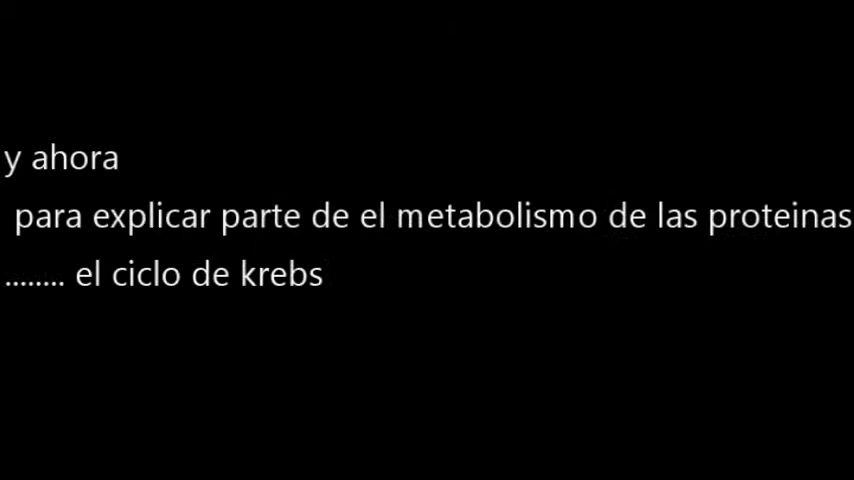 y ahora
para explicar parte de el metabolismo de las proteinas
........ el ciclo de krebs